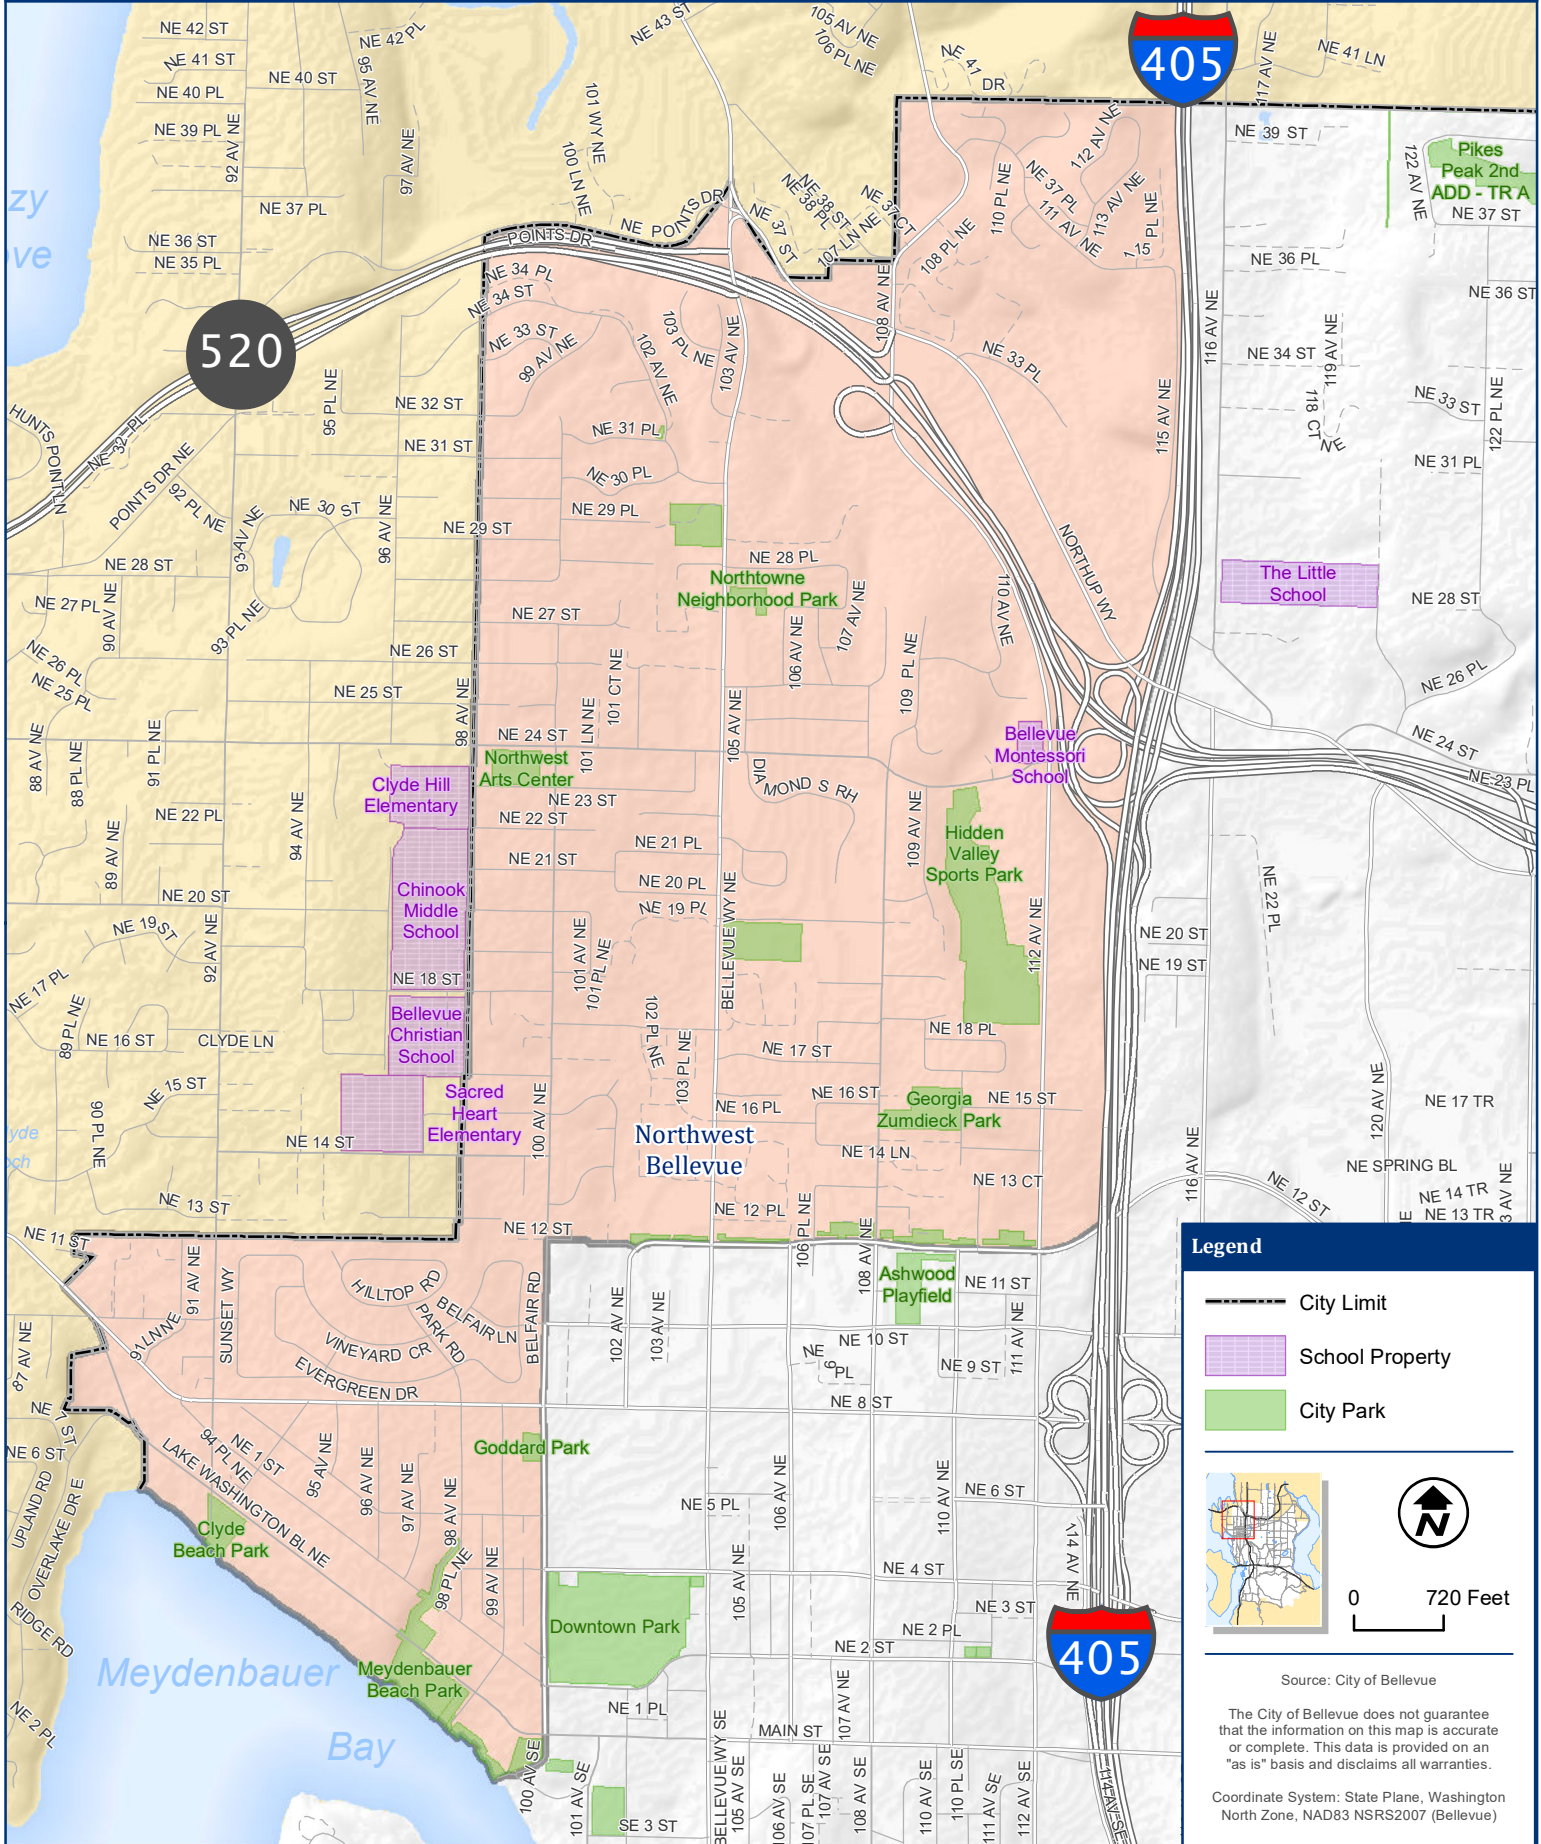 NE 42 ST
NE 42 PL
NE 43 ST
105 AV NE
106 PL NE
NE 41
DR
405
117 AV NE
NE 41 LN
NE 41 ST
NE 40 ST
95 AV NE
NE 40 PL
101 WY NE
NE 39 PL
92 AV NE
97 AV NE
100 LN NE
NE 39 ST
112 AV NE
122 AV NE
Pikes
Peak 2nd
ADD - TR A
NE 37 ST
NE 37 PL
NE 36 ST
NE 35 PL
zy
ove
POINTS DR
NE POINTS DR
NE 37 ST
NE 38 PL
NE 38 ST
107 LN NE
NE 37 CT
108 PL NE
110 PL NE
NE 37 PL
111 AV NE
113 AV NE
115
PL NE
NE 36 PL
NE 36 ST
NE 34 PL
NE 34 ST
520
NE 33 ST
99 AV NE
102 AV NE
103 PL NE
103 AV NE
108 AV NE
NE 33 PL
116 AV NE
NE 34 ST
119 AV NE
NE 33 ST
118 CT
NE
122 PL NE
115 AV NE
NE 31 PL
HUNTS POINT LN
NE 32 PL
POINTS DR NE
92 PL NE
95 PL NE
NE 32 ST
NE 31 ST
NE 31 PL
NE 30 PL
NE 30 ST
93 AV NE
96 AV NE
NE 29 ST
NE 29 PL
NE 28 ST
NE 28 PL
NORTHUP WY
110 AV NE
The Little
School
NE 28 ST
Northtowne
Neighborhood Park
107 AV NE
106 AV NE
109 PL NE
NE 27 PL
90 AV NE
93 PL NE
NE 27 ST
NE 26 PL
NE 25 PL
NE 26 ST
NE 25 ST
98 AV NE
101 CT NE
101 LN NE
105 AV NE
NE 26 PL
NE 24 ST
NE 23 PL
88 AV NE
88 PL NE
91 PL NE
NE 24 ST
Northwest
Arts Center
Bellevue
Montessori
School
Clyde Hill
Elementary
DIA
MOND S RH
NE 23 ST
NE 22 ST
NE 22 PL
89 AV NE
94 AV NE
NE 21 ST
NE 21 PL
109 AV NE
Hidden
Valley
Sports Park
NE 22 PL
NE 20 PL
NE 19 PL
Chinook
Middle
School
NE 20 ST
NE 19 ST
92 AV NE
101 AV NE
101 PL NE
BELLEVUE WY NE
112 AV NE
NE 20 ST
NE 19 ST
NE 18 ST
NE 17 PL
89 PL NE
NE 16 ST
CLYDE LN
Bellevue
Christian
School
102 PL NE
103 PL NE
NE 18 PL
NE 17 ST
NE 15 ST
90 PL NE
Sacred
Heart
Elementary
100 AV NE
NE 16 PL
NE 16 ST
Georgia
Zumdieck Park
NE 15 ST
120 AV NE
NE 17 TR
yde
och
NE 14 ST
Northwest
Bellevue
NE 14 LN
NE 13 CT
116 AV NE
NE SPRING BL
NE 12 ST
NE 14 TR
NE 13 TR
3 AV NE
NE
NE 13 ST
NE 11 ST
NE 12 ST
NE 12 PL
106 PL NE
108 AV NE
Ashwood
Playfield
NE 11 ST
91 AV NE
SUNSET WY
HILLTOP RD
PARK RD
BELFAIR LN
BELFAIR RD
VINEYARD CR
EVERGREEN DR
91 LN NE
102 AV NE
103 AV NE
NE 10 ST
NE
9
PL
NE 9 ST
111 AV NE
NE 8 ST
87 AV NE
NE 7 ST
NE 6 ST
UPLAND RD
OVERLAKE DR E
94 PL NE
NE 1 ST
LAKE WASHINGTON BL NE
95 AV NE
96 AV NE
97 AV NE
98 AV NE
Goddard Park
Clyde
Beach Park
NE 5 PL
106 AV NE
110 AV NE
NE 6 ST
114 AV NE
98 PL NE
99 AV NE
105 AV NE
NE 4 ST
NE 3 ST
NE 2 PL
NE 2 ST
Downtown Park
405
RIDGE RD
NE 2 PL
Meydenbauer
Bay
Meydenbauer
Beach Park
NE 1 PL
107 AV NE
MAIN ST
100 AV SE
101 AV SE
SE 3 ST
BELLEVUE WY SE
105 AV SE
106 AV SE
107 PL SE
107 AV SE
108 AV SE
110 AV SE
110 PL SE
111 AV SE
112 AV SE
114 AV SE
Legend
City Limit
School Property
City Park
N
0 720 Feet
Source: City of Bellevue
The City of Bellevue does not guarantee
that the information on this map is accurate
or complete. This data is provided on an
"as is" basis and disclaims all warranties.
Coordinate System: State Plane, Washington
North Zone, NAD83 NSRS2007 (Bellevue)